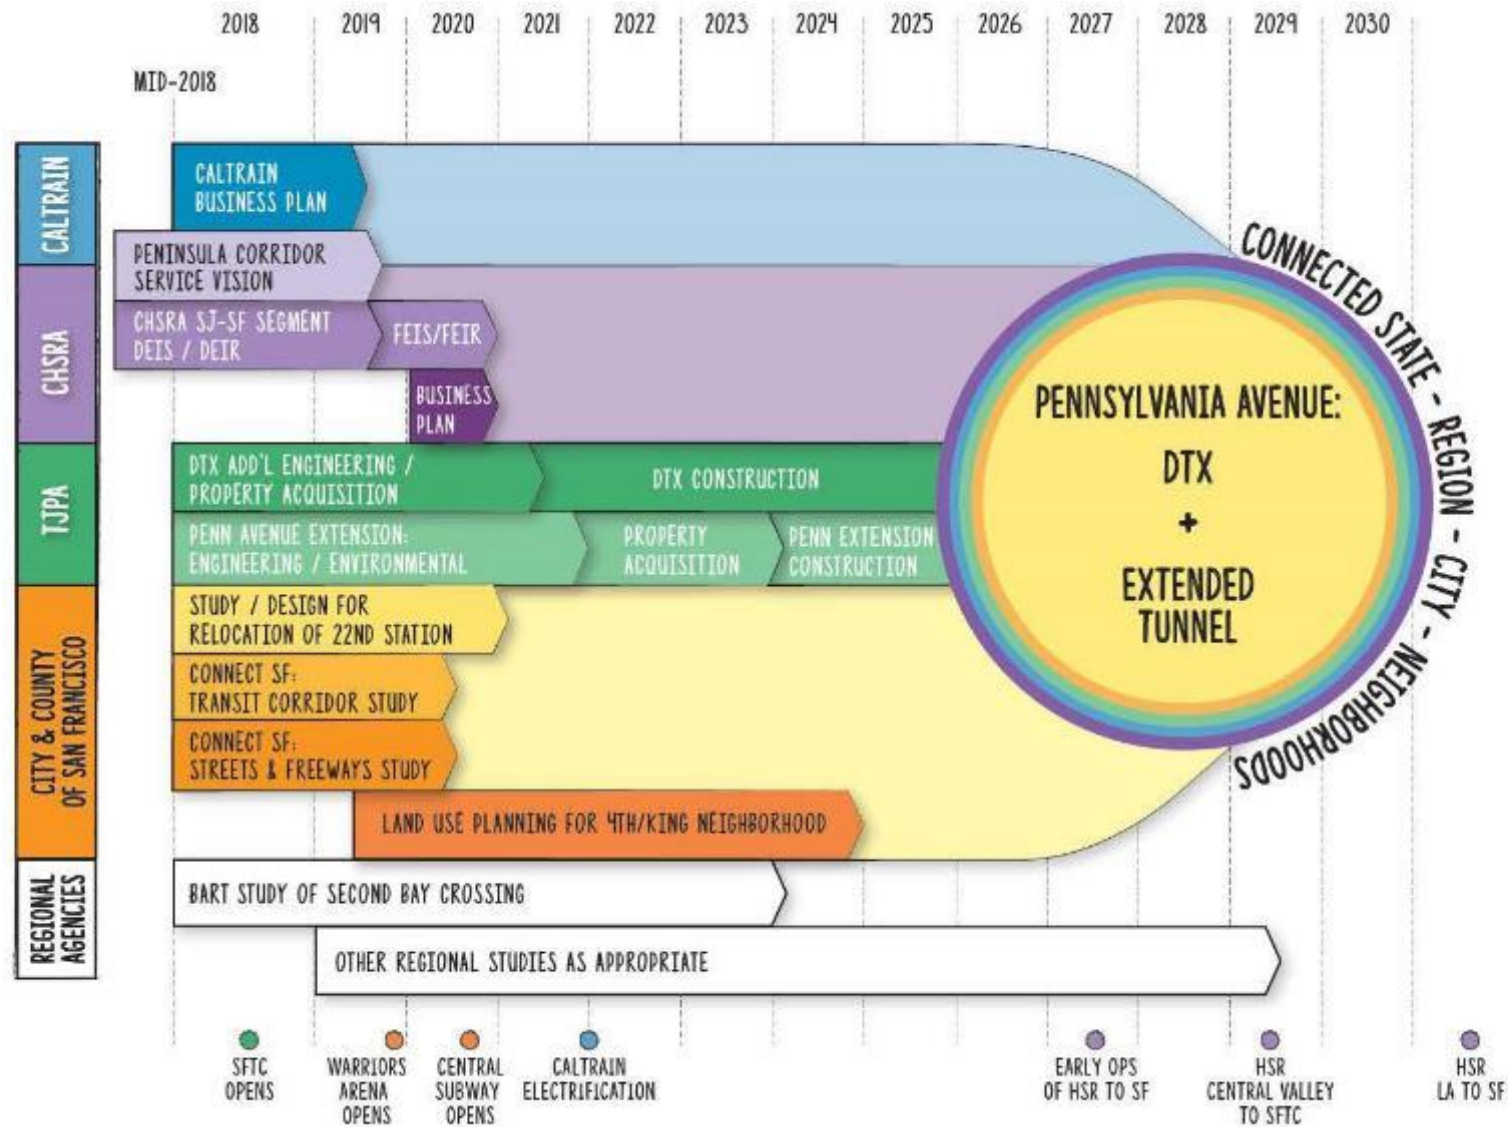 2018 2019 2020 2021 2022 2023 2024 2025 2026 2027 2028 2029 2030
MID-2018
CALTRAIN
CALTRAIN
BUSINESS PLAN
PENINSULA CORRIDOR
SERVICE VISION
CHSRA
CHSRA SJ-SF SEGMENT
DEIS / DEIR
FEIS/FEIR
BUSINESS
PLAN
TJPA
DTX ADD'L ENGINEERING /
PROPERTY ACQUISITION
DTX CONSTRUCTION
PENN AVENUE EXTENSION:
ENGINEERING / ENVIRONMENTAL
PROPERTY
ACQUISITION
PENN EXTENSION
CONSTRUCTION
CITY & COUNTY
OF SAN FRANCISCO
STUDY / DESIGN FOR
RELOCATION OF 22ND STATION
CONNECT SF:
TRANSIT CORRIDOR STUDY
CONNECT SF:
STREETS & FREEWAYS STUDY
LAND USE PLANNING FOR 4TH/KING NEIGHBORHOOD
REGIONAL
AGENCIES
BART STUDY OF SECOND BAY CROSSING
OTHER REGIONAL STUDIES AS APPROPRIATE
PENNSYLVANIA AVENUE:
DTX
+
EXTENDED
TUNNEL
CONNECTED STATE - REGION - CITY - NEIGHBORHOODS
SFTC
OPENS
WARRIORS
ARENA
OPENS
CENTRAL
SUBWAY
OPENS
CALTRAIN
ELECTRIFICATION
EARLY OPS
OF HSR TO SF
HSR
CENTRAL VALLEY
TO SFTC
HSR
LA TO SF